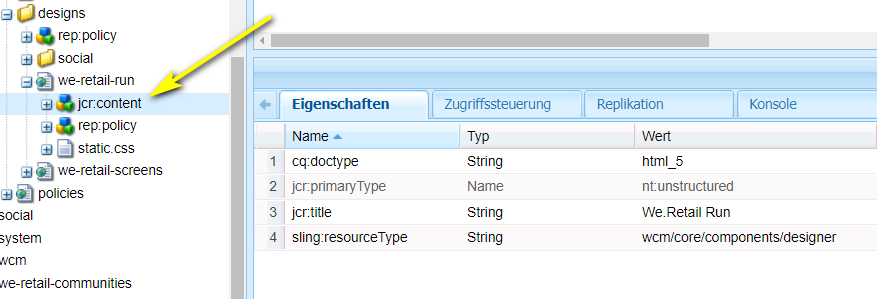 designs
rep:policy
social
we-retail-run
jcr:content
rep:policy
static.css
we-retail-screens
policies
social
system
wcm
we-retail-communities
Eigenschaften Zugriffssteuerung Replikation Konsole
Name Typ Wert
1 cq:doctype String html_5
2 jcr:primaryType Name nt:unstructured
3 jcr:title String We.Retail Run
4 sling:resourceType String wcm/core/components/designer